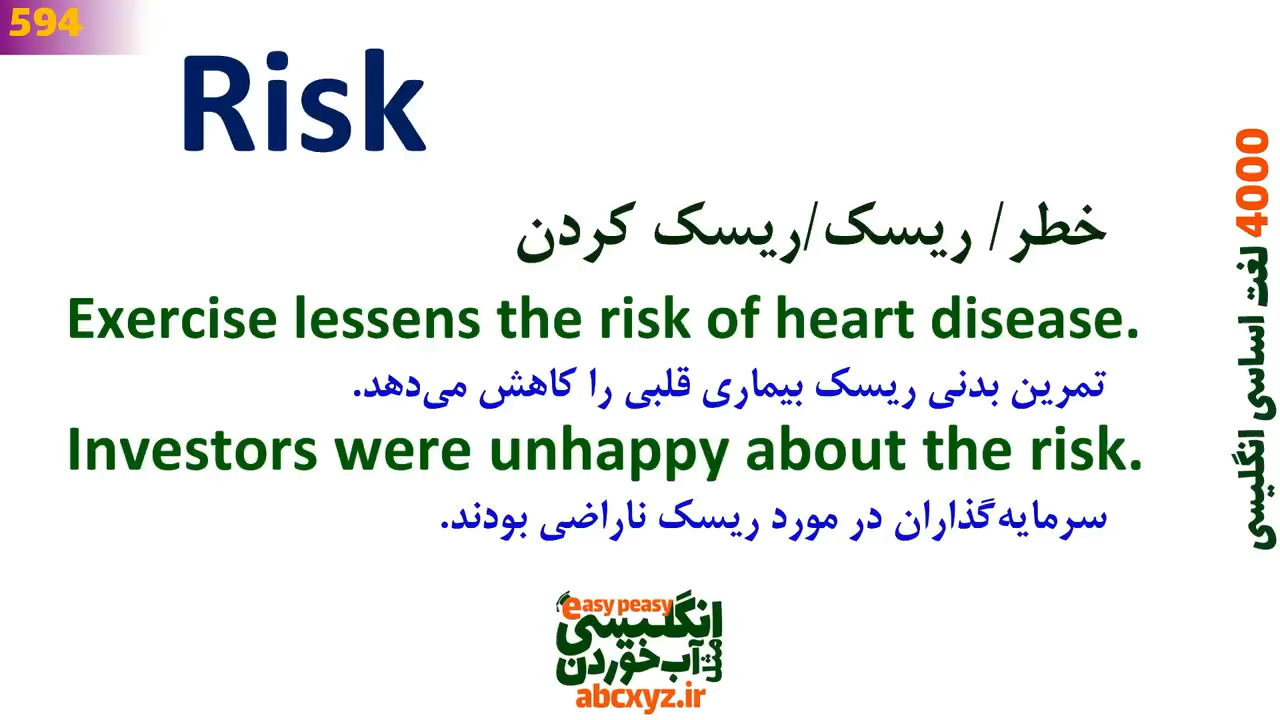 594
Risk
خطر/ ریسک/ریسک کردن
Exercise lessens the risk of heart disease.
تمرین بدنی ریسک بیماری قلبی را کاهش می‌دهد.
Investors were unhappy about the risk.
سرمایه‌گذاران در مورد ریسک ناراضی بودند.
4000 لغت اساسی انگلیسی
easy peasy
انگلیسی
مثل آب خوردن
abcxyz.ir